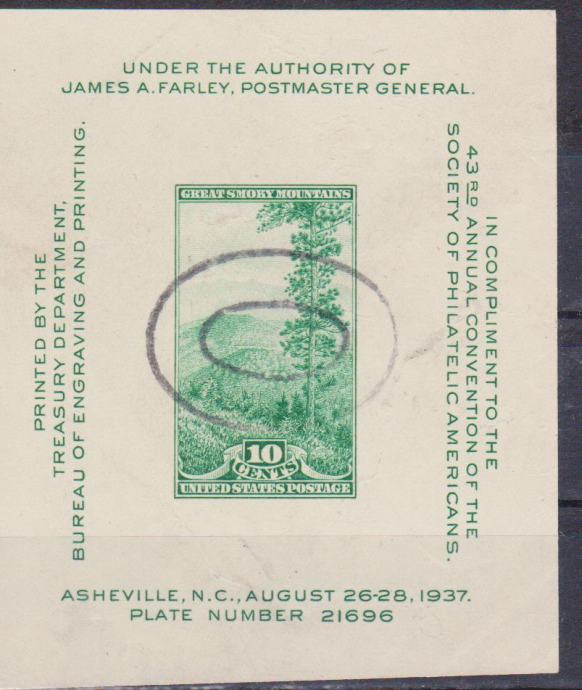 UNDER THE AUTHORITY OF
JAMES A. FARLEY, POSTMASTER GENERAL.
PRINTED BY THE
TREASURY DEPARTMENT,
BUREAU OF ENGRAVING AND PRINTING.
GREAT SMOKY MOUNTAINS
10
CENTS
UNITED STATES POSTAGE
IN COMPLIMENT TO THE
43RD ANNUAL CONVENTION OF THE
SOCIETY OF PHILATELIC AMERICANS.
ASHEVILLE, N.C., AUGUST 26-28, 1937.
PLATE NUMBER 21696